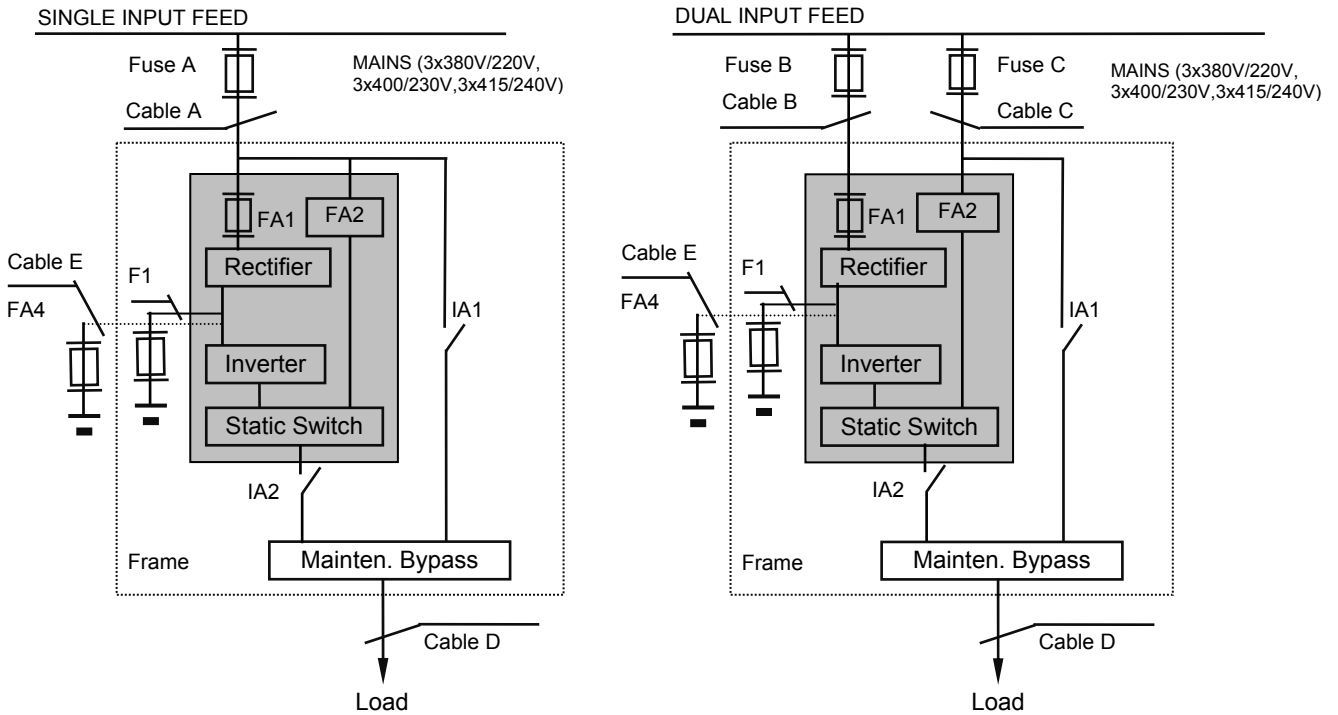 SINGLE INPUT FEED
Fuse A
MAINS (3x380V/220V,
3x400/230V,3x415/240V)
Cable A
FA1
FA2
Cable E
F1
Rectifier
FA4
IA1
Inverter
Static Switch
IA2
Frame
Mainten. Bypass
Cable D
Load
DUAL INPUT FEED
Fuse B
Fuse C
MAINS (3x380V/220V,
3x400/230V,3x415/240V)
Cable B
Cable C
FA1
FA2
Cable E
F1
Rectifier
FA4
IA1
Inverter
Static Switch
IA2
Frame
Mainten. Bypass
Cable D
Load